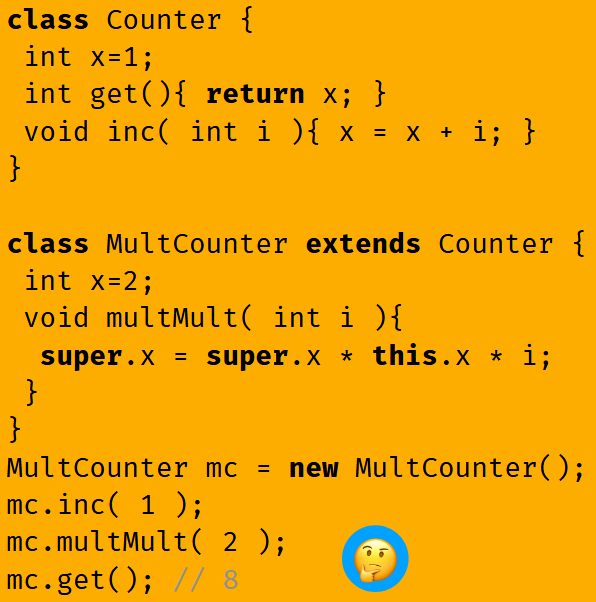 class Counter {
 int x=1;
 int get(){ return x; }
 void inc( int i ){ x = x + i; }
}

class MultCounter extends Counter {
 int x=2;
 void multMult( int i ){
  super.x = super.x * this.x * i;
 }
}
MultCounter mc = new MultCounter();
mc.inc( 1 );
mc.multMult( 2 );
mc.get(); // 8